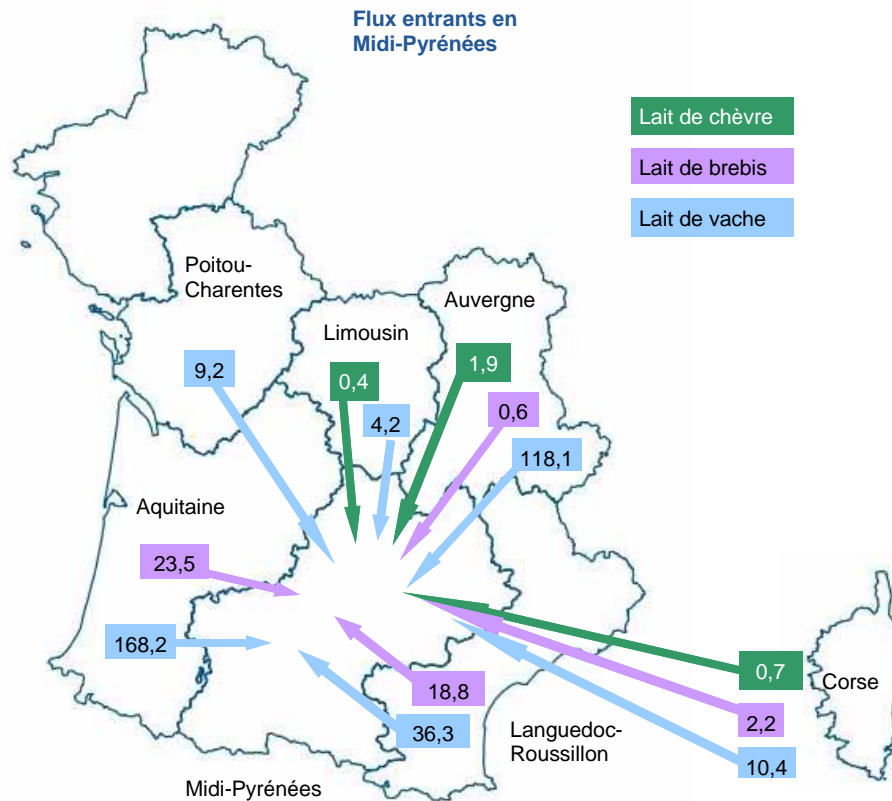 Flux entrants en
Midi-Pyrénées
Lait de chèvre
Lait de brebis
Lait de vache
Poitou-
Charentes
Auvergne
Limousin
9,2
0,4
1,9
4,2
0,6
118,1
Aquitaine
23,5
168,2
18,8
36,3
0,7
Corse
2,2
10,4
Languedoc-
Roussillon
Midi-Pyrénées